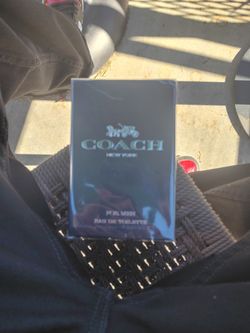 COACH
NEW YORK
FOR MEN
EAU DE TOILETTE